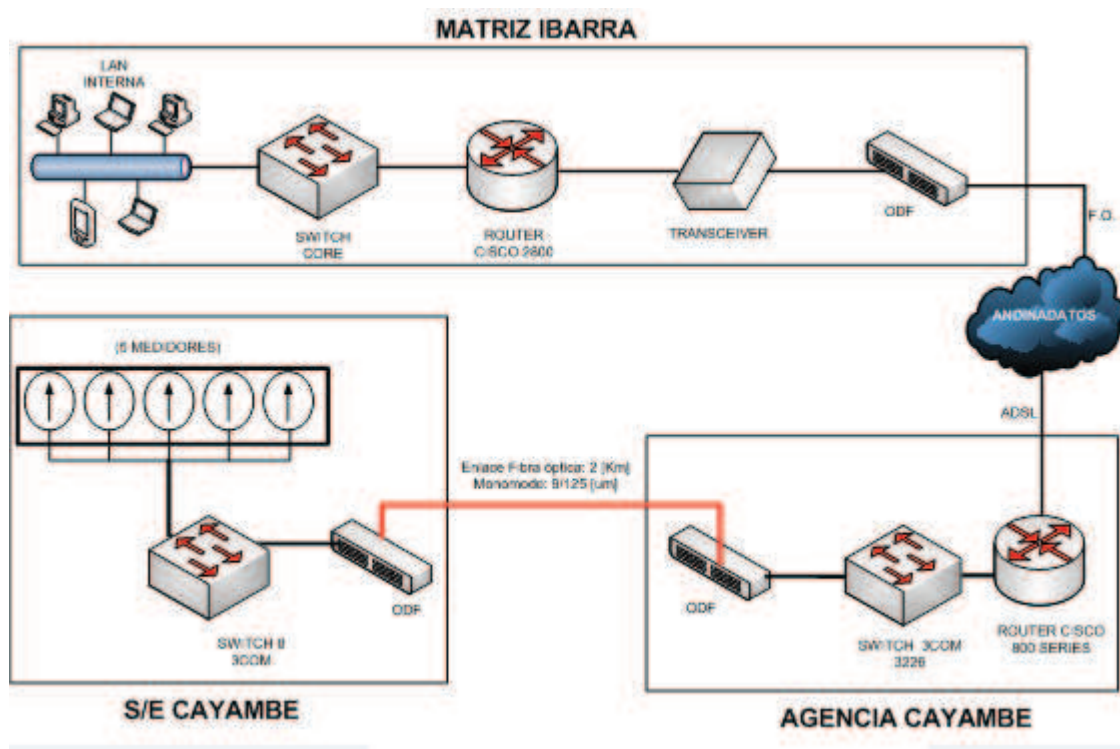 MATRIZ IBARRA
LAN
INTERNA
SWITCH
CORE
ROUTER
CISCO 2600
TRANSCEIVER
ODF
F.O.
ANDINADATOS
ADSL
(5 MEDIDORES)
SWITCH 8
3COM
ODF
S/E CAYAMBE
Enlace Fibra óptica: 2 [Km]
Monomodo: 9/125 [um]
ODF
SWITCH 3COM
3226
ROUTER CISCO
800 SERIES
AGENCIA CAYAMBE